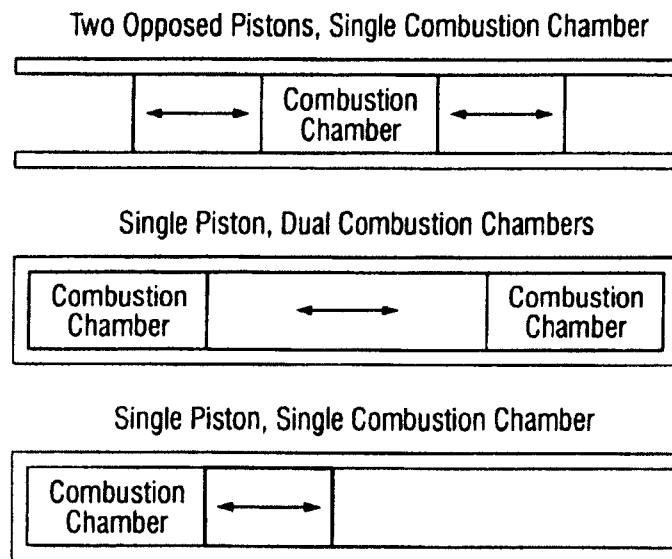 Two Opposed Pistons, Single Combustion Chamber
Combustion
Chamber
Single Piston, Dual Combustion Chambers
Combustion
Chamber
Combustion
Chamber
Single Piston, Single Combustion Chamber
Combustion
Chamber